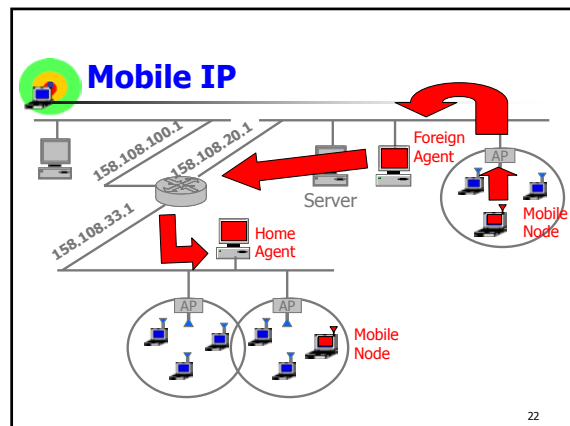 Mobile IP
158.108.100.1
158.108.20.1
158.108.33.1
Server
Foreign
Agent
AP
Mobile
Node
Home
Agent
AP
AP
Mobile
Node
22